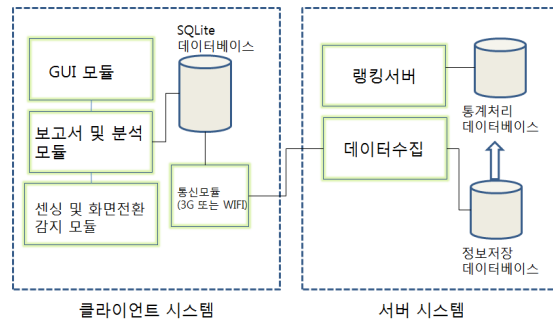 SQLite
데이터베이스
GUI 모듈
보고서 및 분석
모듈
센싱 및 화면전환
감지 모듈
통신모듈
(3G 또는 WIFI)
클라이언트 시스템
랭킹서버
통계처리
데이터베이스
데이터수집
정보저장
데이터베이스
서버 시스템